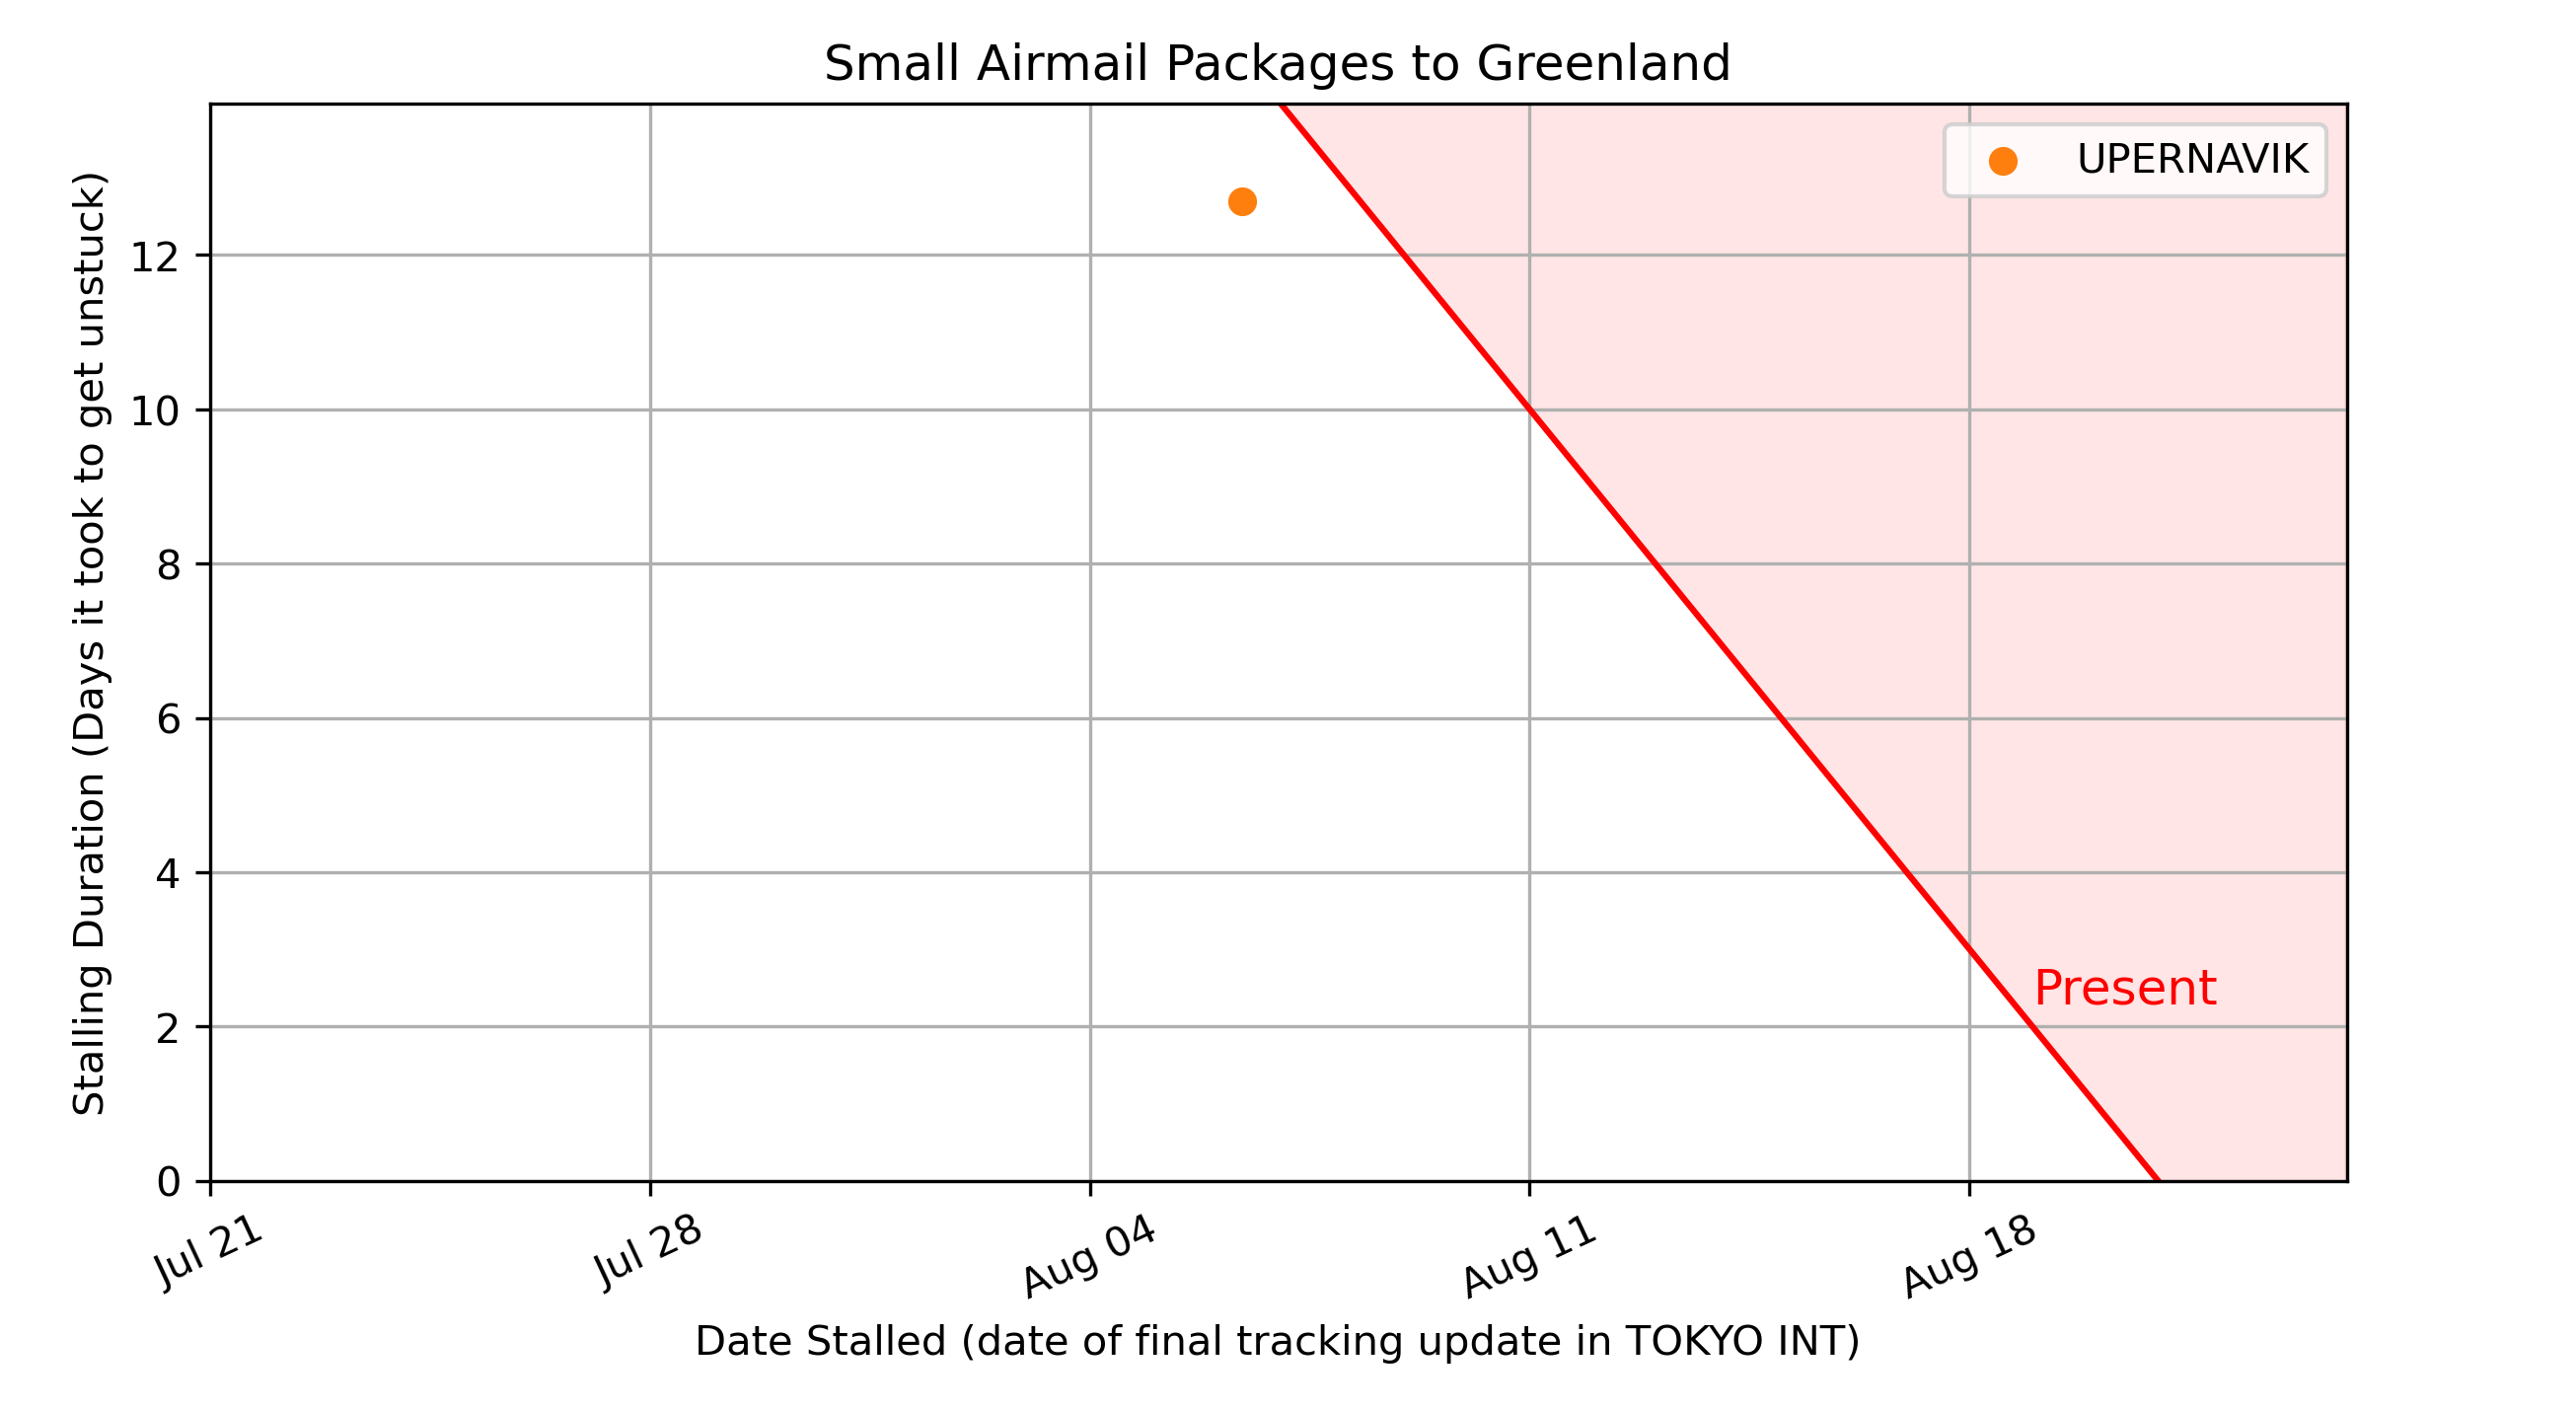 Small Airmail Packages to Greenland
UPERNAVIK
Stalling Duration (Days it took to get unstuck)
12
10
8
6
4
2
0
Present
Jul 21
Jul 28
Aug 04
Aug 11
Aug 18
Date Stalled (date of final tracking update in TOKYO INT)